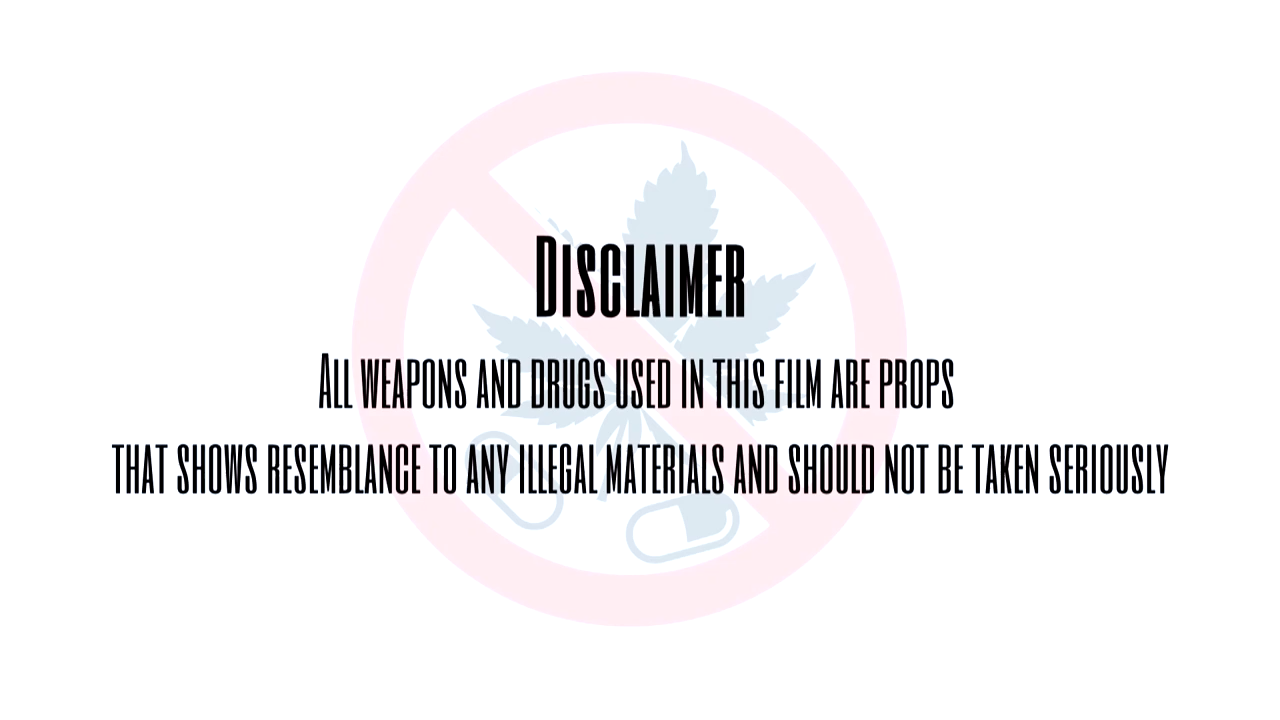 Disclaimer
All weapons and drugs used in this film are props
that shows resemblance to any illegal materials and should not be taken seriously